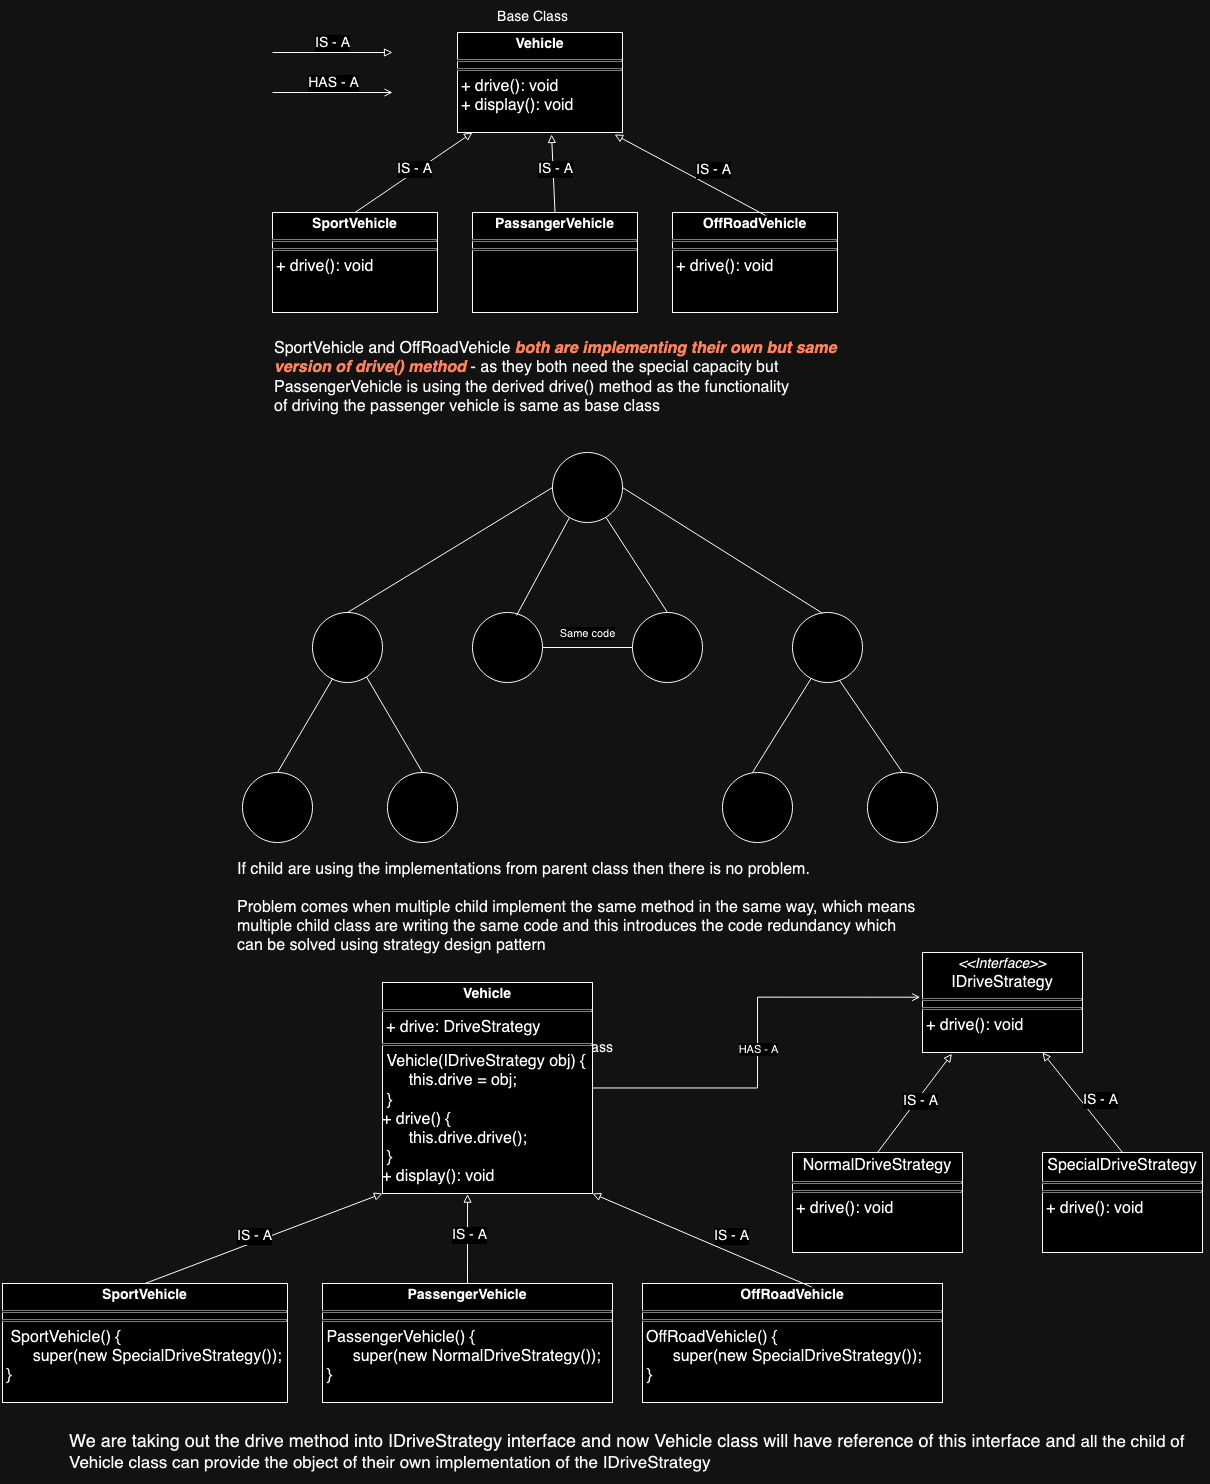 Base Class
IS - A
HAS - A
Vehicle
+ drive(): void
+ display(): void
IS - A
IS - A
IS - A
SportVehicle
+ drive(): void
PassangerVehicle
OffRoadVehicle
+ drive(): void
SportVehicle and OffRoadVehicle both are implementing their own but same
version of drive() method - as they both need the special capacity but
PassengerVehicle is using the derived drive() method as the functionality
of driving the passenger vehicle is same as base class
Same code
If child are using the implementations from parent class then there is no problem.
Problem comes when multiple child implement the same method in the same way, which means
multiple child class are writing the same code and this introduces the code redundancy which
can be solved using strategy design pattern
Vehicle
+ drive: DriveStrategy
ass
Vehicle(IDriveStrategy obj) {
this.drive = obj;
}
+ drive() {
this.drive.drive();
}
+ display(): void
HAS - A
<<Interface>>
IDriveStrategy
+ drive(): void
IS - A
IS - A
NormalDriveStrategy
+ drive(): void
SpecialDriveStrategy
+ drive(): void
IS - A
IS - A
IS - A
SportVehicle
SportVehicle() {
super(new SpecialDriveStrategy());
}
PassengerVehicle
PassengerVehicle() {
super(new NormalDriveStrategy());
}
OffRoadVehicle
OffRoadVehicle() {
super(new SpecialDriveStrategy());
}
We are taking out the drive method into IDriveStrategy interface and now Vehicle class will have reference of this interface and all the child of
Vehicle class can provide the object of their own implementation of the IDriveStrategy